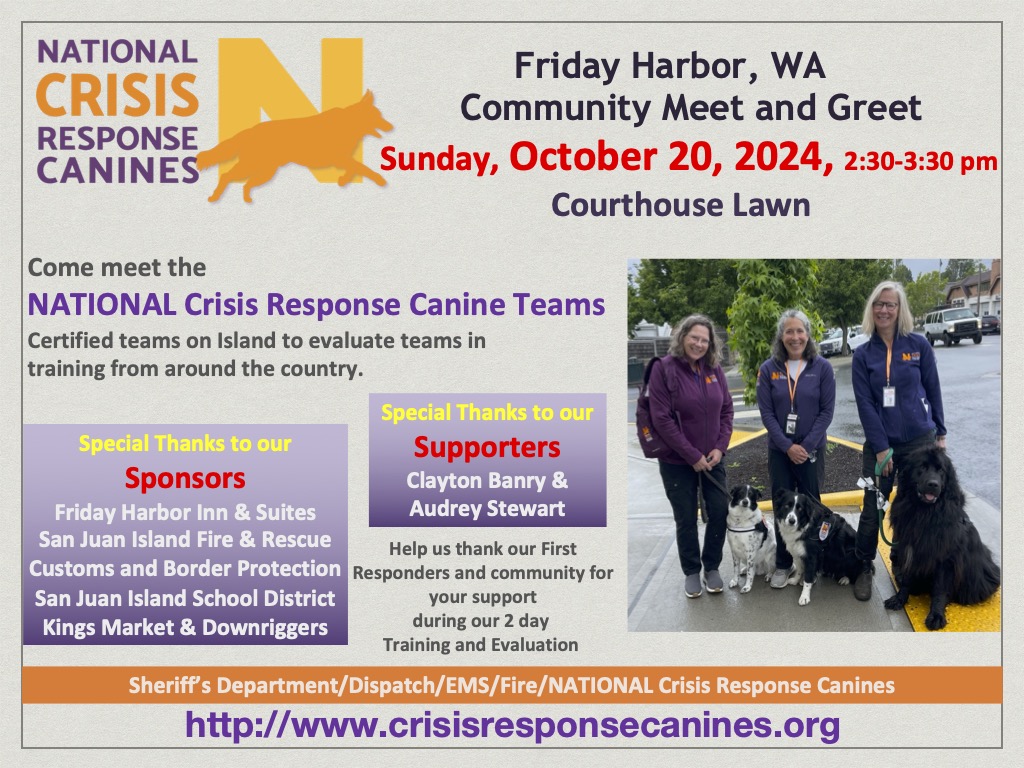 NATIONAL
CRISIS
RESPONSE
CANINES
N
Friday Harbor, WA
Community Meet and Greet
Sunday, October 20, 2024, 2:30-3:30 pm
Courthouse Lawn
Come meet the
NATIONAL Crisis Response Canine Teams
Certified teams on Island to evaluate teams in
training from around the country.
Special Thanks to our
Sponsors
Friday Harbor Inn & Suites
San Juan Island Fire & Rescue
Customs and Border Protection
San Juan Island School District
Kings Market & Downriggers
Special Thanks to our
Supporters
Clayton Banry &
Audrey Stewart
Help us thank our First
Responders and community for
your support
during our 2 day
Training and Evaluation
Sheriff's Department/Dispatch/EMS/Fire/NATIONAL Crisis Response Canines
http://www.crisisresponsecanines.org